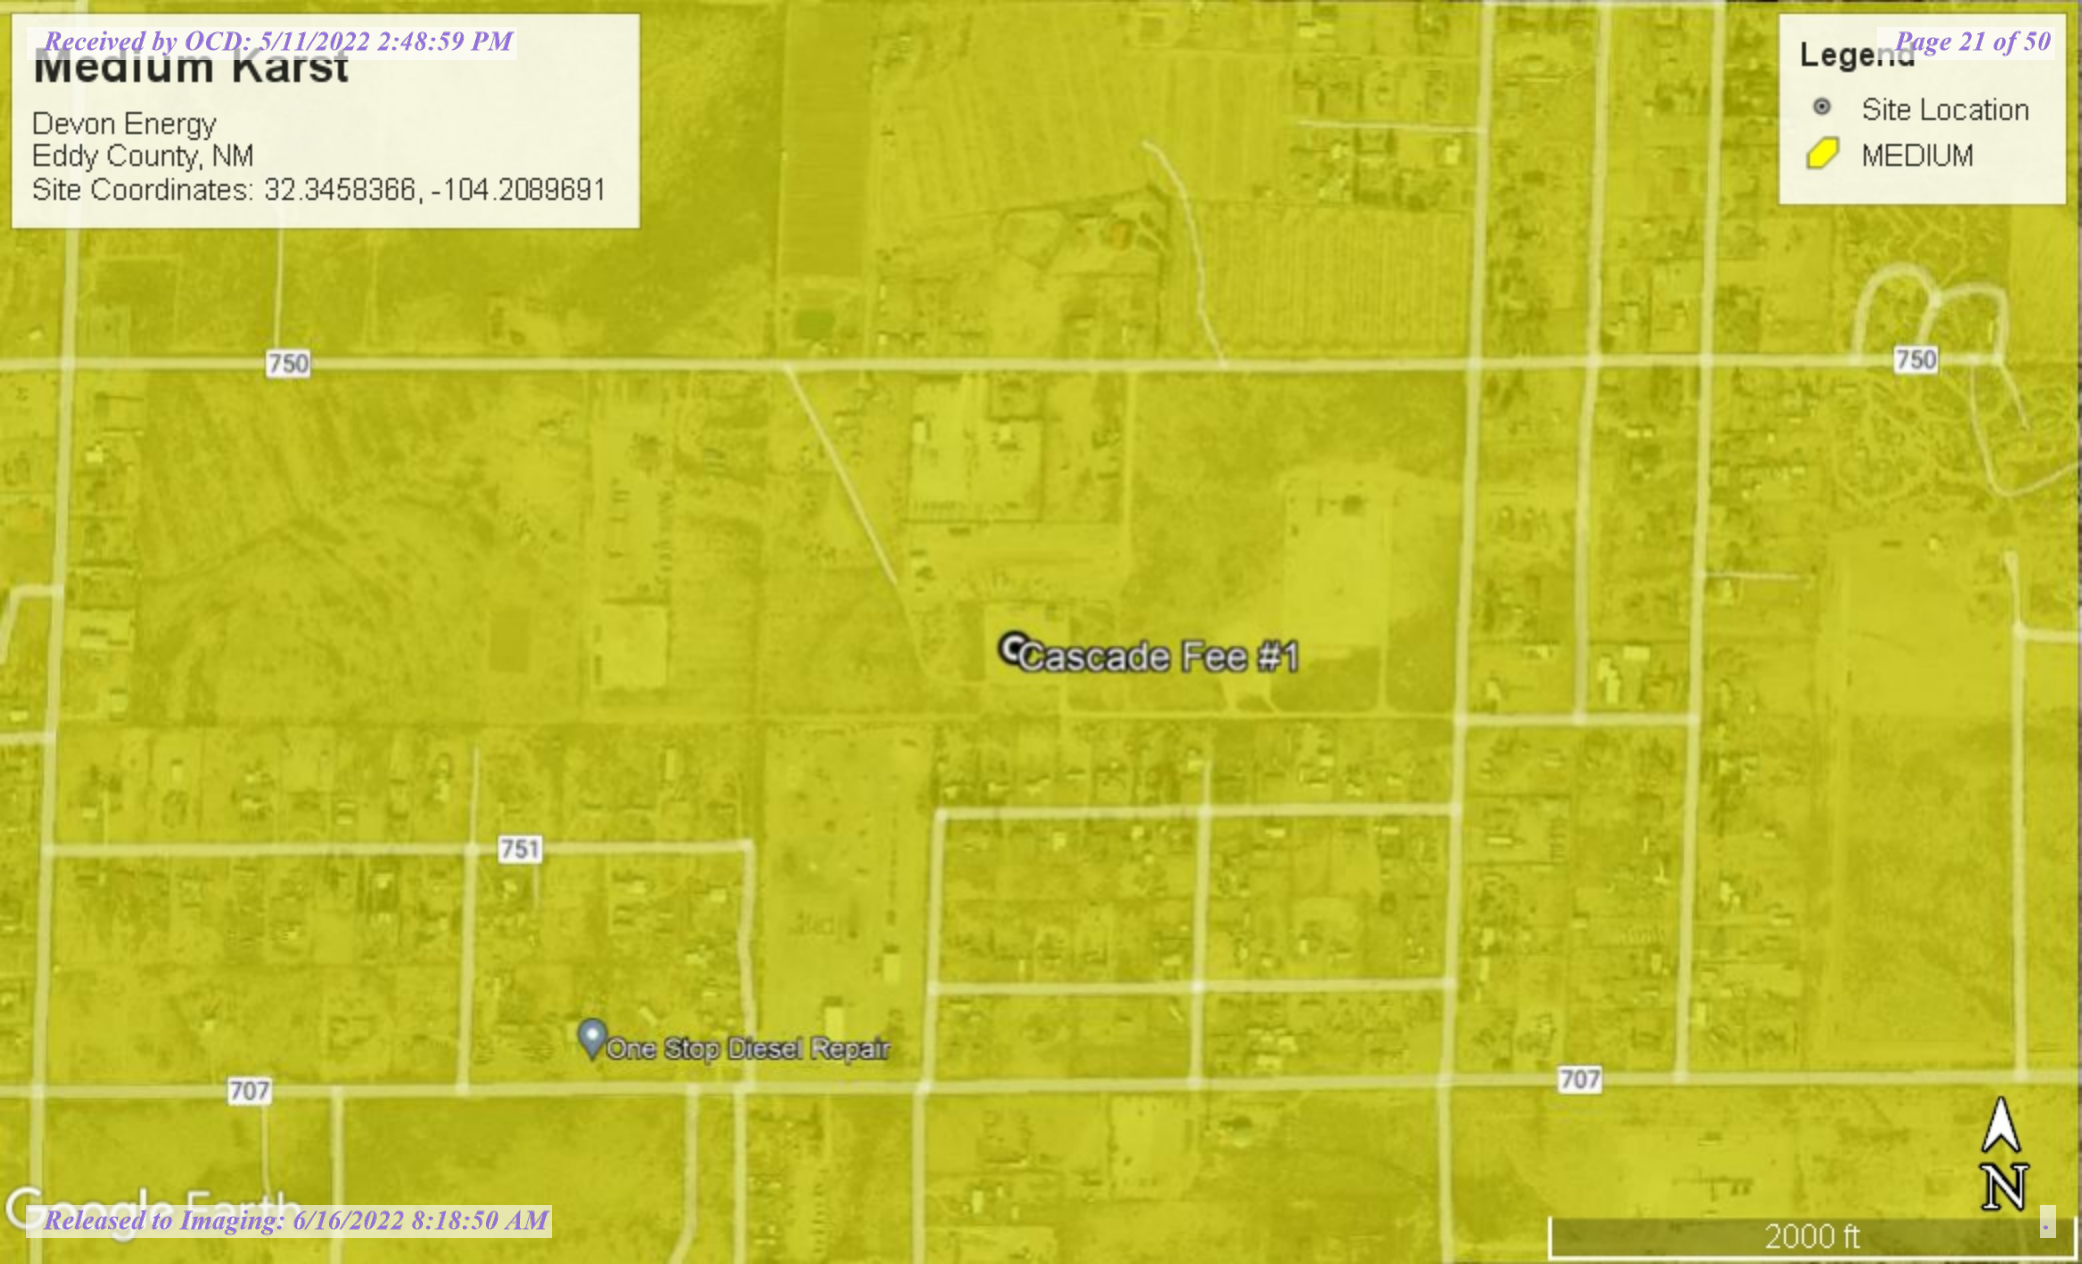 Received by OCD: 5/11/2022 2:48:59 PM
Page 21 of 50
Medium Karst
Devon Energy
Eddy County, NM
Site Coordinates: 32.3458366, -104.2089691
Legend
Site Location
MEDIUM
750
750
Cascade Fee #1
751
One Stop Diesel Repair
707
707
N
Google Earth
Released to Imaging: 6/16/2022 8:18:50 AM
2000 ft